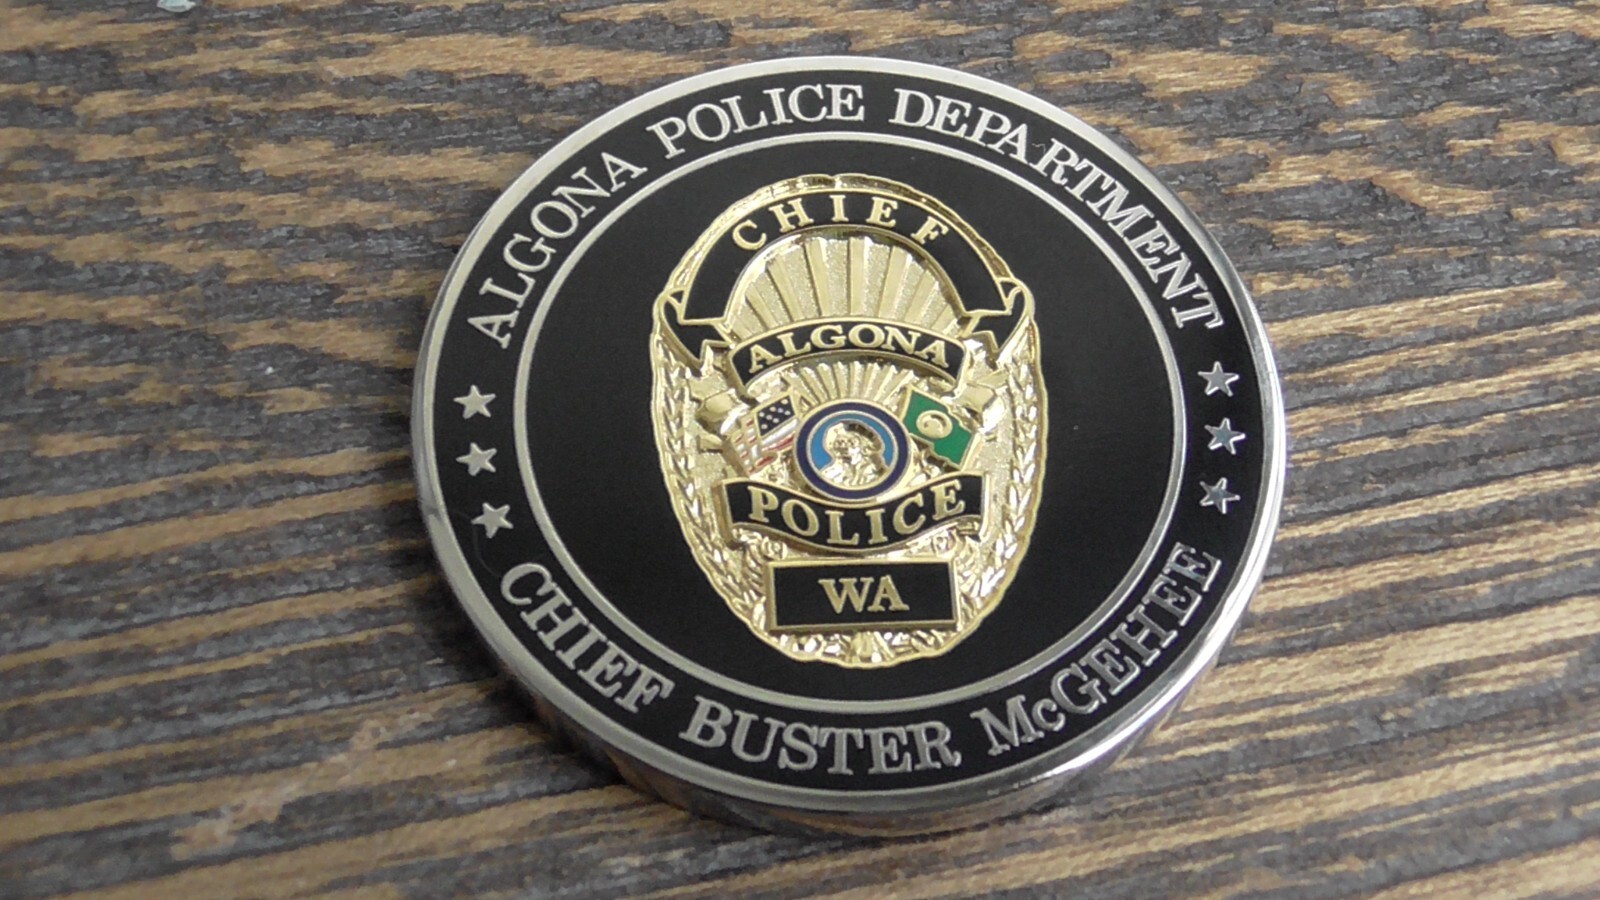 ALGONA POLICE DEPARTMENT
CHIEF
ALGONA
POLICE
WA
CHIEF BUSTER McGEHEE